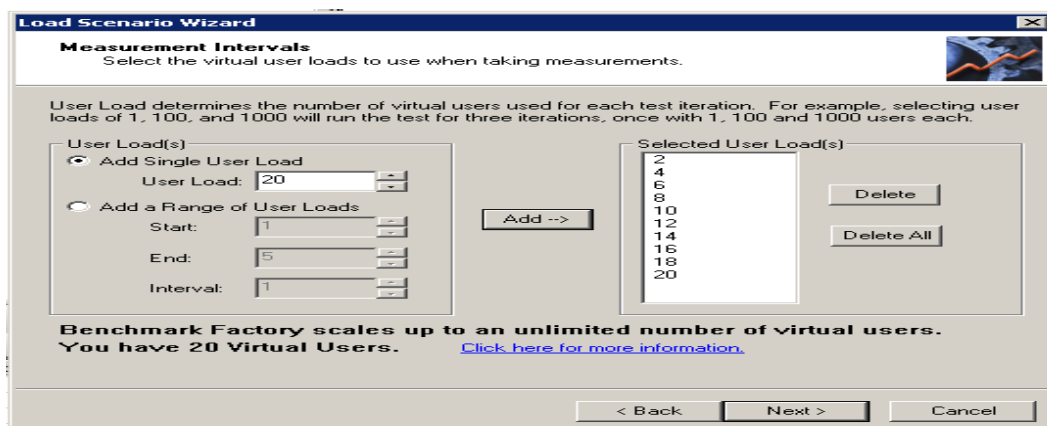 Load Scenario Wizard
Measurement Intervals
Select the virtual user loads to use when taking measurements.
User Load determines the number of virtual users used for each test iteration. For example, selecting user
loads of 1, 100, and 1000 will run the test for three iterations, once with 1, 100 and 1000 users each.
User Load(s)
Add Single User Load
User Load: 20
Add a Range of User Loads
Start: 1
End: 5
Interval: 1
Add -->
Selected User Load(s)
2
4
6
8
10
12
14
16
18
20
Delete
Delete All
Benchmark Factory scales up to an unlimited number of virtual users.
You have 20 Virtual Users. Click here for more information.
< Back Next > Cancel